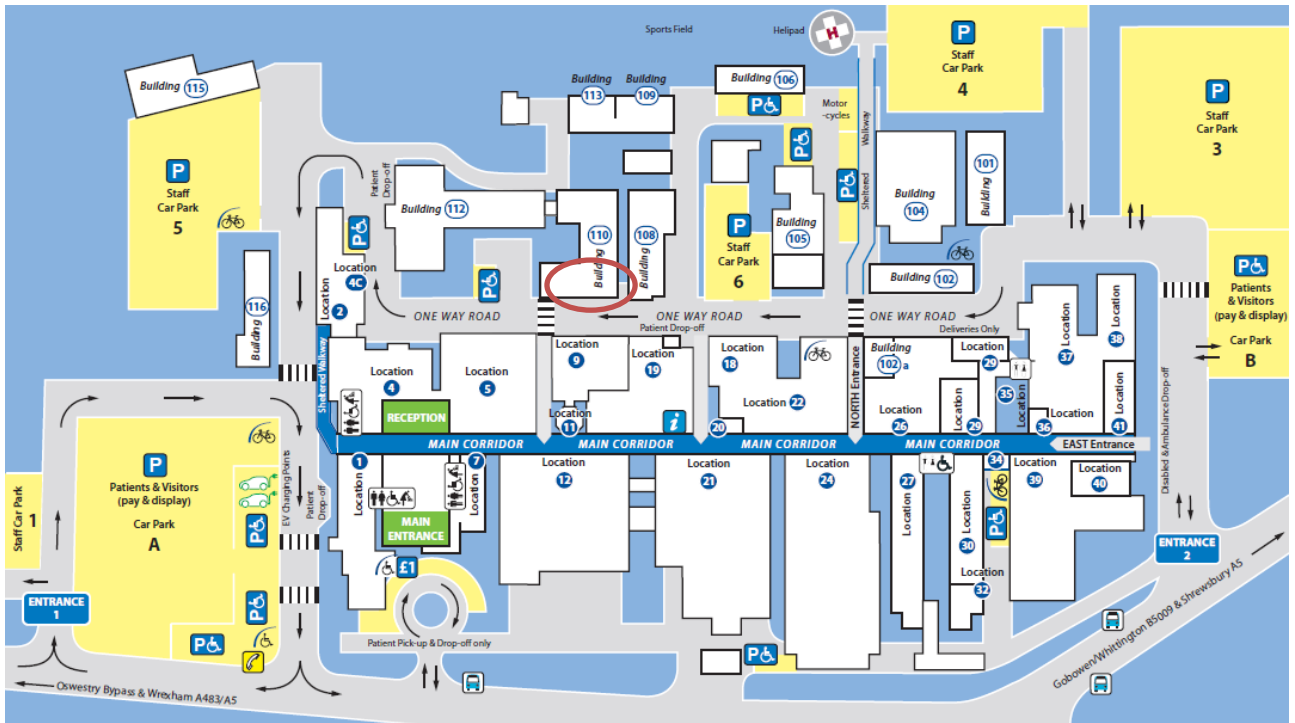 Sports Field
Helipad
H
P
Staff
Car Park
4
P
Staff
Car Park
3
Building 115
Building 113
Building 109
Building 106
P
Motor
-cycles
Sheltered Walkway
P
P
Building 101
P
Staff
Car Park
5
Patient
Drop-off
Building 112
Building 110
Building 108
P
Staff
Car Park
6
Building 105
Building 104
Building 102
P
Patients
& Visitors
(pay & display)
Car Park
B
P
Location
4C
Location
2
P
Building 116
ONE WAY ROAD
ONE WAY ROAD
ONE WAY ROAD
Patient Drop-off
Deliveries Only
Sheltered Walkway
Location
4
Location
5
Location
9
Location
19
Location
18
Building
102 a
Location
29
Location
37
Location
38
RECEPTION
Location
11
i
20
Location
22
NORTH Entrance
Location
26
Location
29
Location
35
Location
36
Location
41
MAIN CORRIDOR
MAIN CORRIDOR
MAIN CORRIDOR
MAIN CORRIDOR
EAST Entrance
Disabled & Ambulance Drop-off
P
Patients & Visitors
(pay & display)
Car Park
A
Staff Car Park 1
EV Charging Points
Patient
Drop-off
P
P
P
Location
1
Location
7
MAIN
ENTRANCE
£1
Location
12
Location
21
Location
24
Location
27
Location
30
Location
32
34
P
Location
39
Location
40
ENTRANCE
1
ENTRANCE
2
Patient Pick-up & Drop-off only
P
Oswestry Bypass & Wrexham A483/A5
Gobowen/Whittington B5009 & Shrewsbury A5